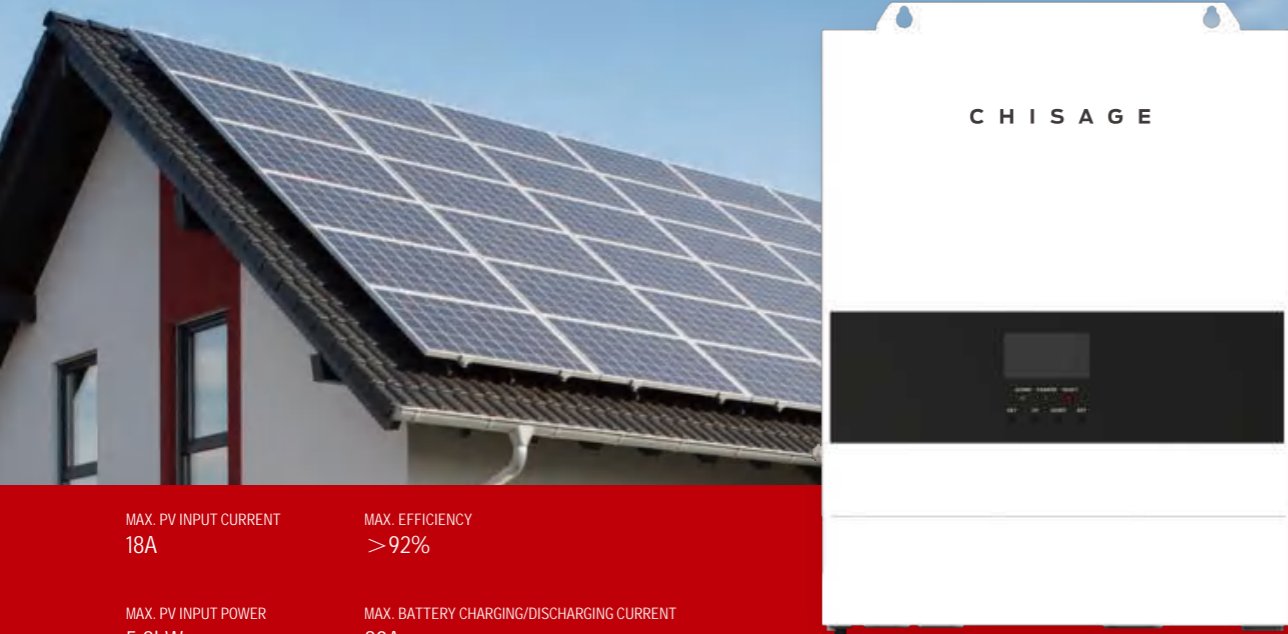 CHISAGE
MAX. PV INPUT CURRENT
18A
MAX. EFFICIENCY
>92%
MAX. PV INPUT POWER
MAX. BATTERY CHARGING/DISCHARGING CURRENT